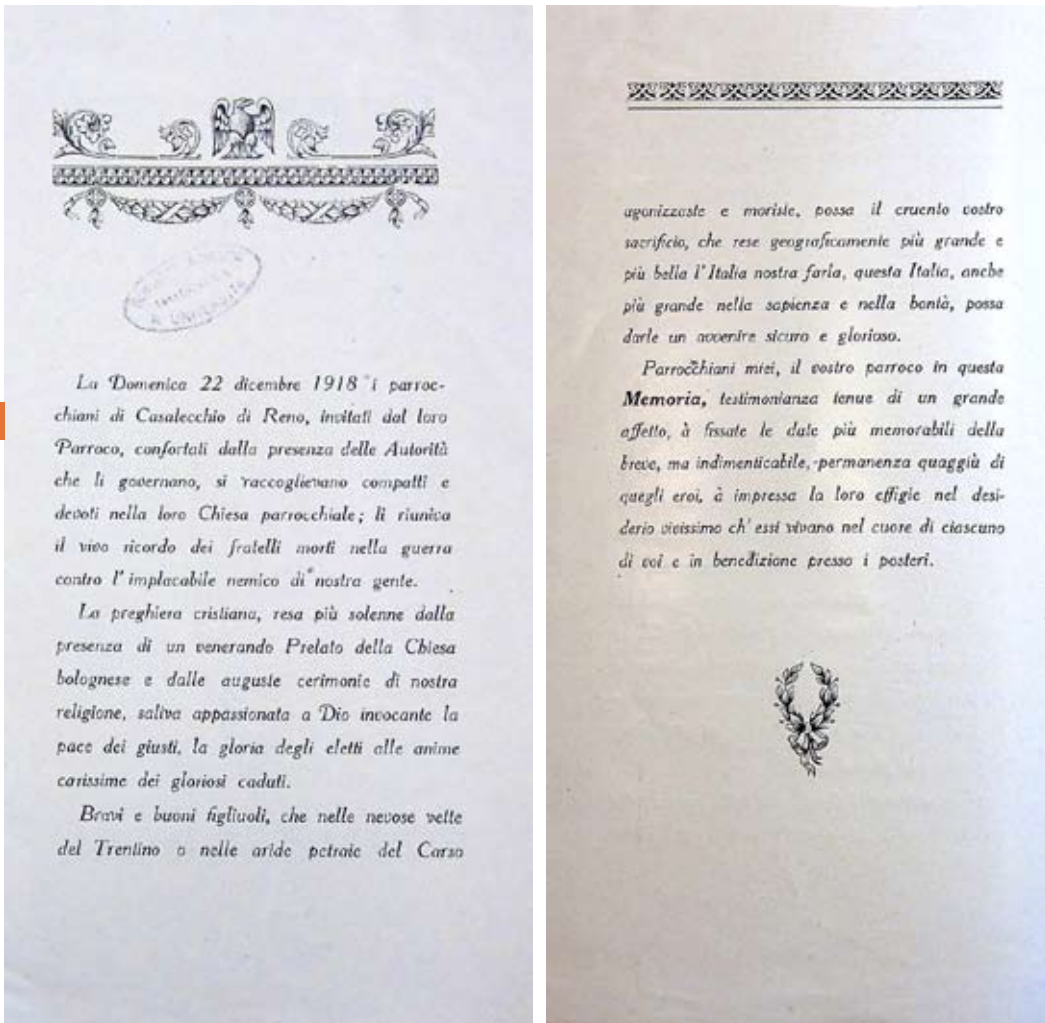 La Domenica 22 dicembre 1918 i parroc-
chiani di Casalecchio di Reno, invitati dal loro
Parroco, confortati dalla presenza delle Autorità
che li governano, si raccoglievano compatti e
devoti nella loro Chiesa parrocchiale; li riuniva
il vivo ricordo dei fratelli morti nella guerra
contro l'implacabile nemico di nostra gente.
La preghiera cristiana, resa più solenne dalla
presenza di un venerando Prelato della Chiesa
bolognese e dalle auguste cerimonie di nostra
religione, saliva appassionata a Dio invocante la
pace dei giusti, la gloria degli eletti alle anime
carissime dei gloriosi caduti.
Bravi e buoni figliuoli, che nelle nevose vette
del Trentino o nelle aride petraie del Carso
agonizzaste e moriste, possa il cruento vostro
sacrificio, che rese geograficamente più grande e
più bella l'Italia nostra farla, questa Italia, anche
più grande nella sapienza e nella bontà, possa
darle un avvenire sicuro e glorioso.
Parrocchiani miei, il vostro parroco in questa
Memoria, testimonianza tenue di un grande
affetto, à fissate le date più memorabili della
breve, ma indimenticabile, permanenza quaggiù di
quegli eroi, à impressa la loro effigie nel desi-
derio vivissimo ch'essi vivano nel cuore di ciascuno
di voi e in benedizione presso i posteri.